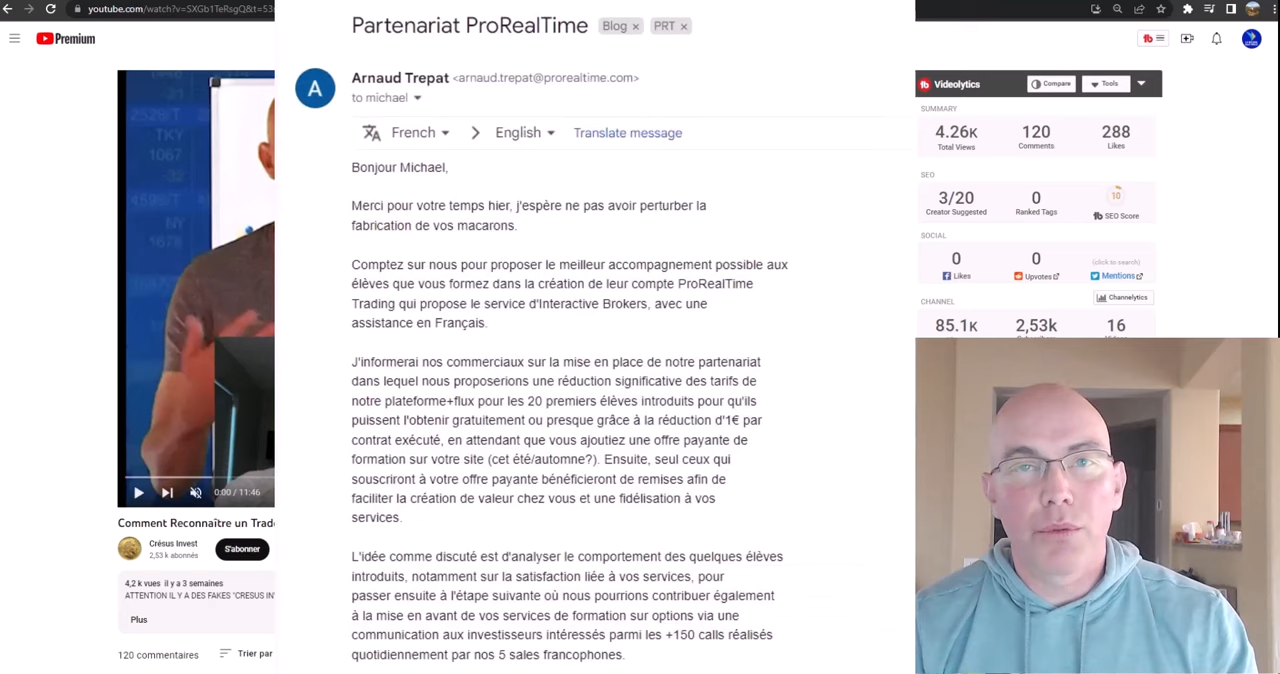 youtube.com/watch?v=SXGb1TeRsgQ&t=53
Premium
2528/T
TKY
1067
-32
4598/T
NY
1678
0:00 / 11:46
Comment Reconnaître un Trad
Crésus Invest
2,53 k abonnés
S'abonner
4,2 k vues il y a 3 semaines
ATTENTION IL Y A DES FAKES "CRESUS IN
Plus
120 commentaires
Trier par
Partenariat ProRealTime
Blog ×
PRT ×
A
Arnaud Trepat <arnaud.trepat@prorealtime.com>
to michael
French
English
Translate message
Bonjour Michael,
Merci pour votre temps hier, j'espère ne pas avoir perturber la
fabrication de vos macarons.
Comptez sur nous pour proposer le meilleur accompagnement possible aux
élèves que vous formez dans la création de leur compte ProRealTime
Trading qui propose le service d'Interactive Brokers, avec une
assistance en Français.
J'informerai nos commerciaux sur la mise en place de notre partenariat
dans lequel nous proposerions une réduction significative des tarifs de
notre plateforme+flux pour les 20 premiers élèves introduits pour qu'ils
puissent l'obtenir gratuitement ou presque grâce à la réduction d'1€ par
contrat exécuté, en attendant que vous ajoutiez une offre payante de
formation sur votre site (cet été/automne?). Ensuite, seul ceux qui
souscriront à votre offre payante bénéficieront de remises afin de
faciliter la création de valeur chez vous et une fidélisation à vos
services.
L'idée comme discuté est d'analyser le comportement des quelques élèves
introduits, notamment sur la satisfaction liée à vos services, pour
passer ensuite à l'étape suivante où nous pourrions contribuer également
à la mise en avant de vos services de formation sur options via une
communication aux investisseurs intéressés parmi les +150 calls réalisés
quotidiennement par nos 5 sales francophones.
tb
Videolytics
Compare
Tools
SUMMARY
4.26K
120
288
Total Views
Comments
Likes
SEO
3/20
0
10
Creator Suggested
Ranked Tags
SEO Score
SOCIAL
0
0
(click to search)
Likes
Upvotes
Mentions
Channelytics
CHANNEL
85.1K
2,53k
16